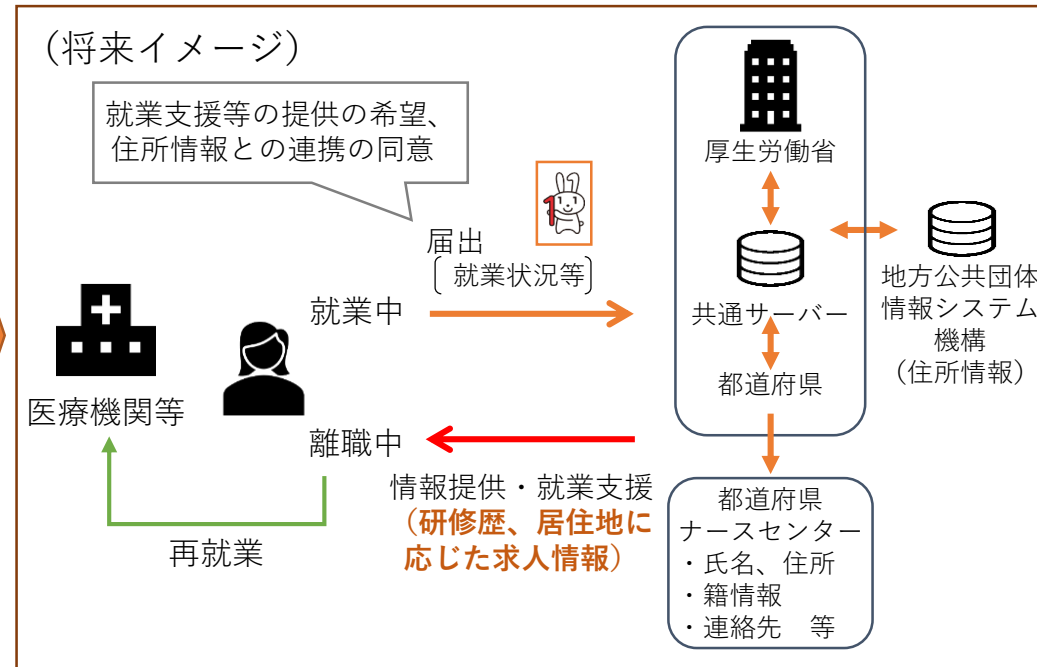 （将来イメージ）
就業支援等の提供の希望、
住所情報との連携の同意
届出
〔 就業状況等〕
1
就業中
医療機関等
離職中
再就業
情報提供・就業支援
（研修歴、居住地に
応じた求人情報）
厚生労働省
共通サーバー
都道府県
地方公共団体
情報システム
機構
（住所情報）
都道府県
ナースセンター
・氏名、住所
・籍情報
・連絡先　等